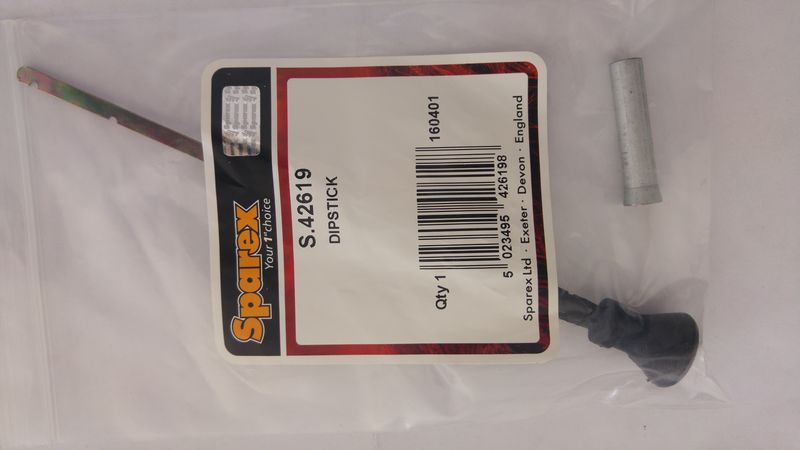 Sparex
Your 1st choice
S.42619
DIPSTICK
Qty 1
160401
5 023495 426198
Sparex Ltd · Exeter · Devon · England